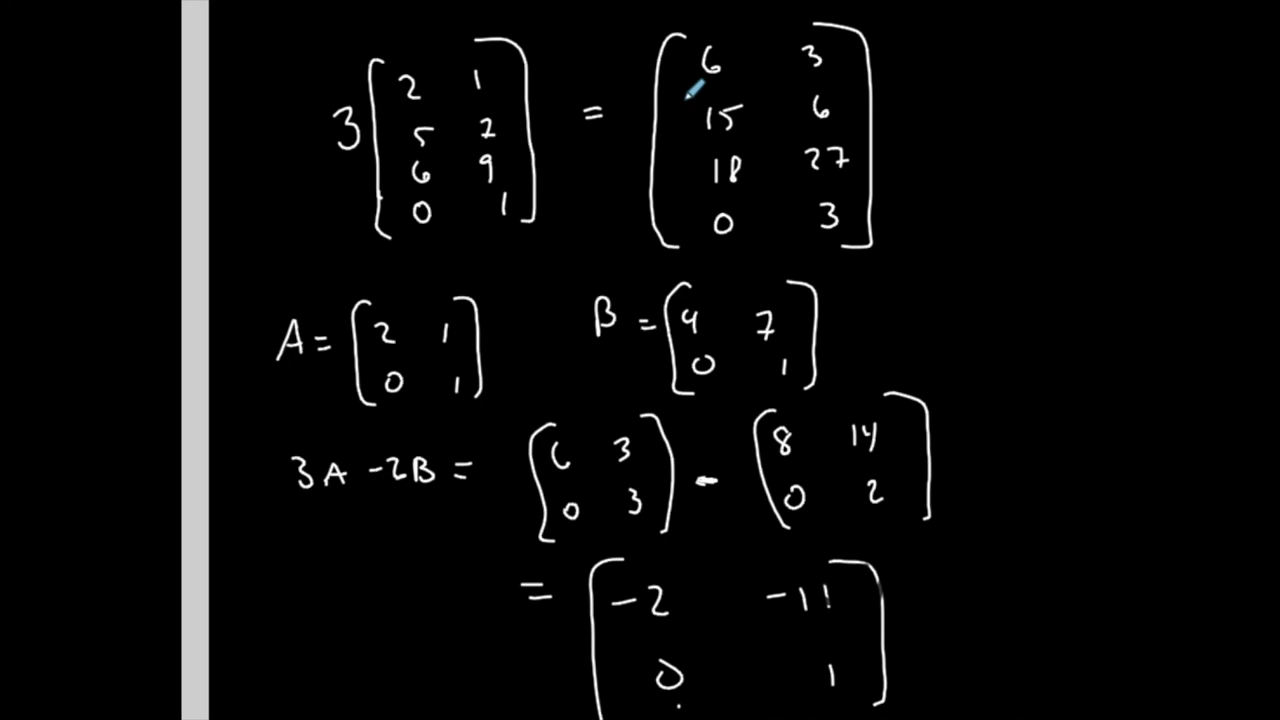 3 [2 1; 5 2; 6 9; 0 1] = [6 3; 15 6; 18 27; 0 3]
A = [2 1; 0 1] B = [4 7; 0 1]
3A - 2B = [6 3; 0 3] - [8 14; 0 2]
= [-2 -11; 0 1]